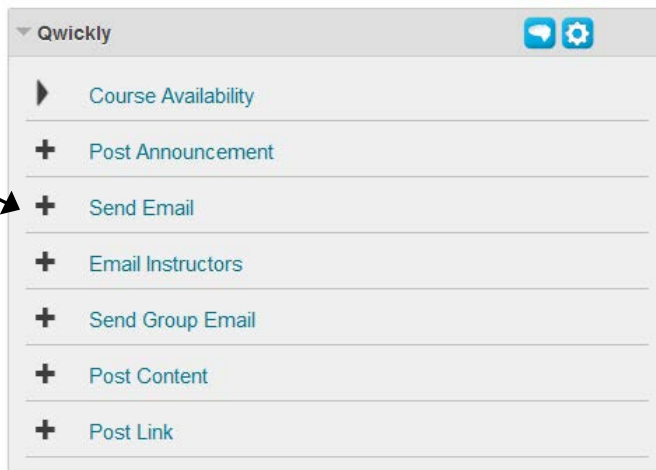 Qwickly
Course Availability
Post Announcement
Send Email
Email Instructors
Send Group Email
Post Content
Post Link